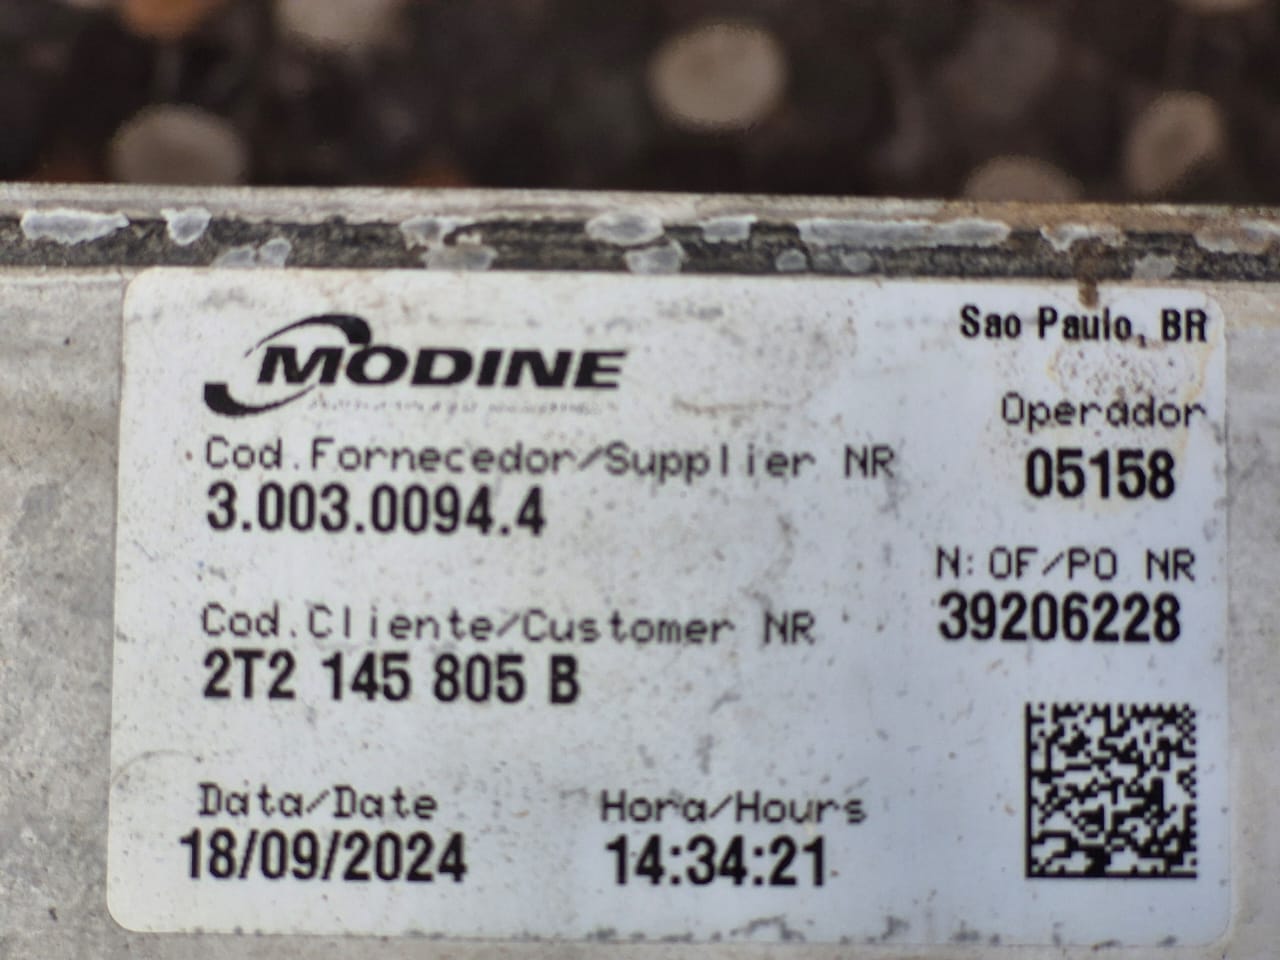 MODINE
Sao Paulo, BR
Operador
05158
Cod.Fornecedor/Supplier NR
3.003.0094.4
N: OF/PO NR
39206228
Cod.Cliente/Customer NR
2T2 145 805 B
Data/Date
18/09/2024
Hora/Hours
14:34:21